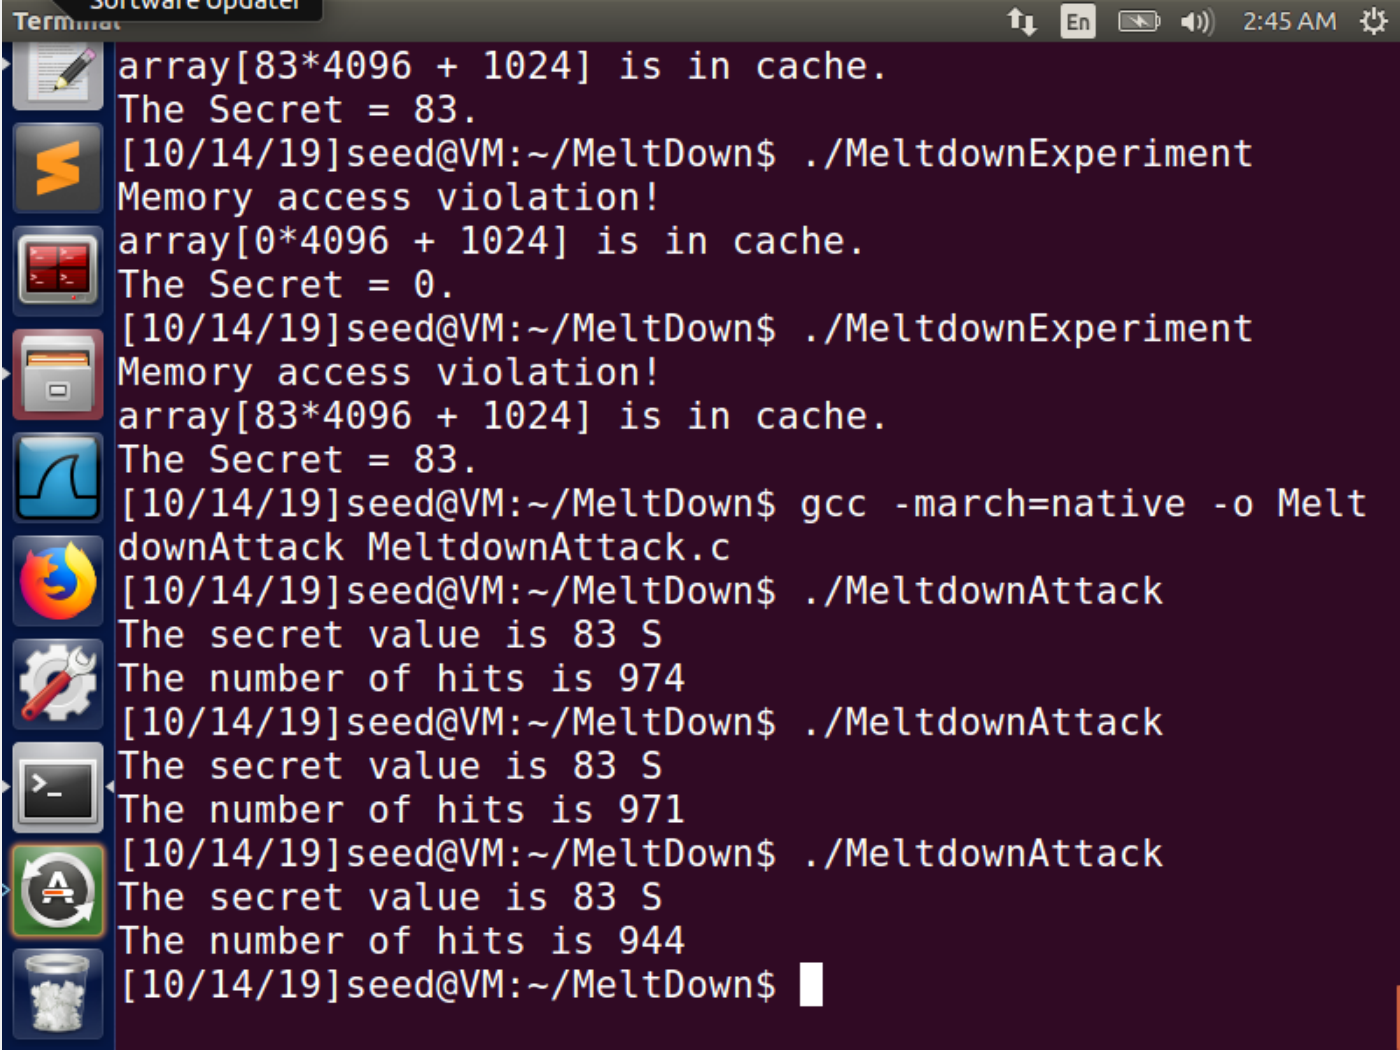 Software Updater
Terminal
En
2:45 AM
array[83*4096 + 1024] is in cache.
The Secret = 83.
[10/14/19]seed@VM:~/MeltDown$ ./MeltdownExperiment
Memory access violation!
array[0*4096 + 1024] is in cache.
The Secret = 0.
[10/14/19]seed@VM:~/MeltDown$ ./MeltdownExperiment
Memory access violation!
array[83*4096 + 1024] is in cache.
The Secret = 83.
[10/14/19]seed@VM:~/MeltDown$ gcc -march=native -o Melt
downAttack MeltdownAttack.c
[10/14/19]seed@VM:~/MeltDown$ ./MeltdownAttack
The secret value is 83 S
The number of hits is 974
[10/14/19]seed@VM:~/MeltDown$ ./MeltdownAttack
The secret value is 83 S
The number of hits is 971
[10/14/19]seed@VM:~/MeltDown$ ./MeltdownAttack
The secret value is 83 S
The number of hits is 944
[10/14/19]seed@VM:~/MeltDown$